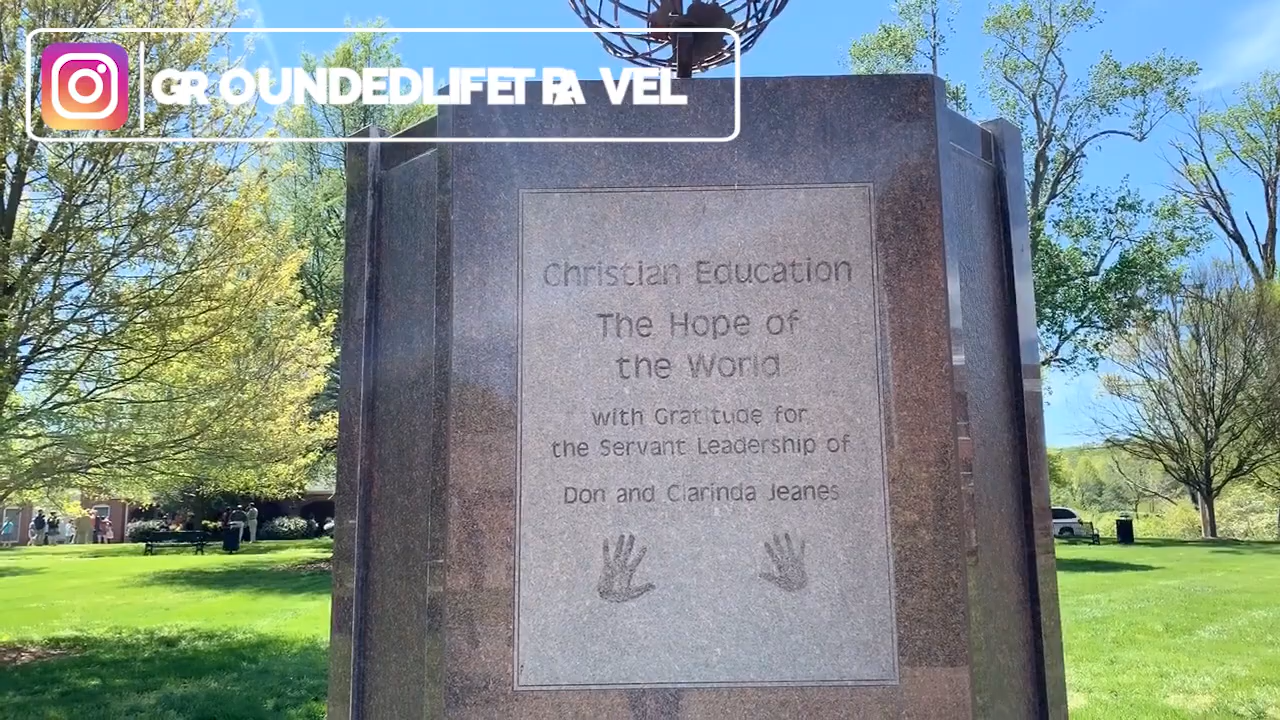 GROUNDEDLIFETRAVEL
Christian Education
The Hope of
the World
with Gratitude for
the Servant Leadership of
Don and Clarinda Jeanes